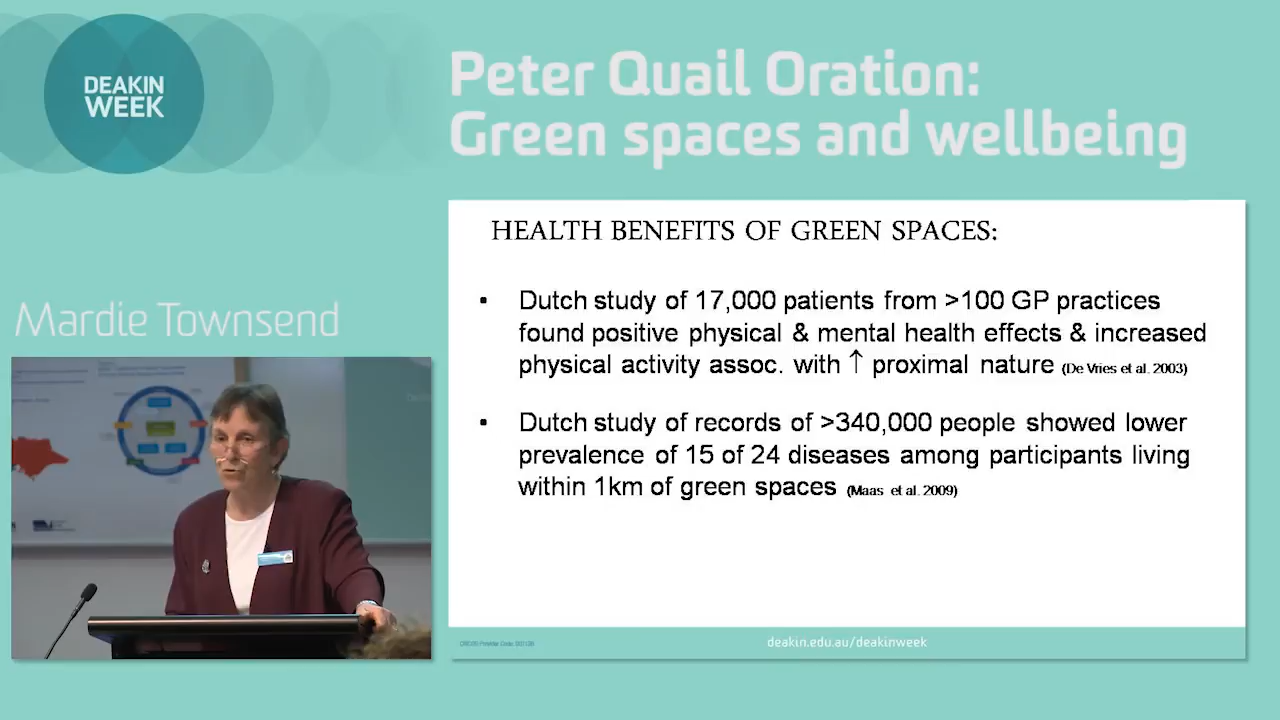 DEAKIN
WEEK
Peter Quail Oration:
Green spaces and wellbeing
Mardie Townsend
HEALTH BENEFITS OF GREEN SPACES:
• Dutch study of 17,000 patients from >100 GP practices
found positive physical & mental health effects & increased
physical activity assoc. with ↑ proximal nature (De Vries et al. 2003)
• Dutch study of records of >340,000 people showed lower
prevalence of 15 of 24 diseases among participants living
within 1km of green spaces (Maas et al. 2009)
deakin.edu.au/deakinweek